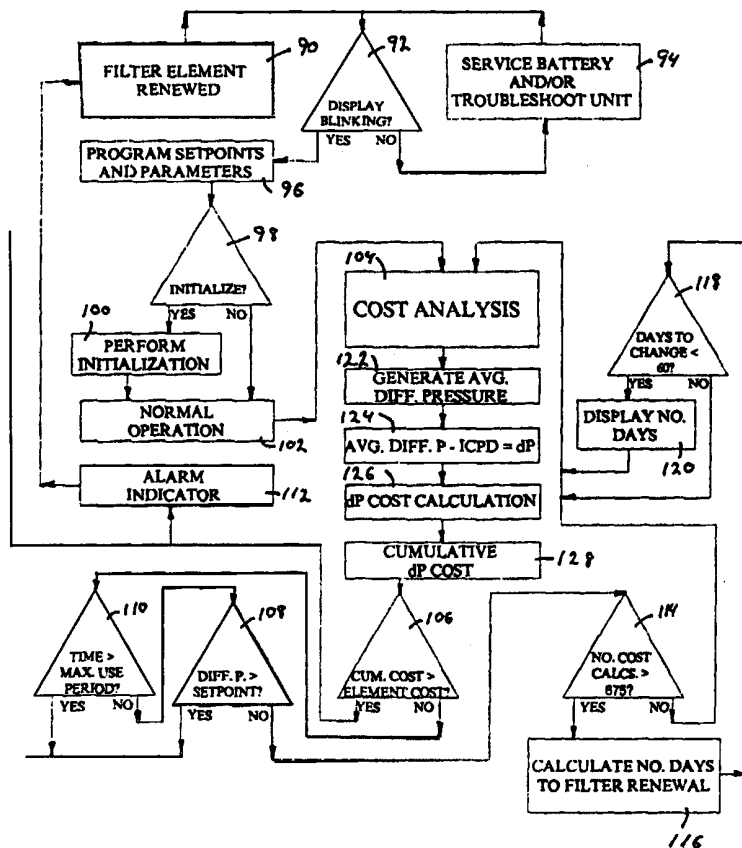 90
FILTER ELEMENT
RENEWED
92
DISPLAY
BLINKING?
YES NO
94
SERVICE BATTERY
AND/OR
TROUBLESHOOT UNIT
PROGRAM SETPOINTS
AND PARAMETERS
96
98
INITIALIZE?
YES NO
100
PERFORM
INITIALIZATION
NORMAL
OPERATION
102
ALARM
INDICATOR
112
104
COST ANALYSIS
122
GENERATE AVG.
DIFF. PRESSURE
124
AVG. DIFF. P - ICPD = dP
126
dP COST CALCULATION
CUMULATIVE
dP COST
128
118
DAYS TO
CHANGE <
60?
YES NO
DISPLAY NO.
DAYS
120
110
TIME >
MAX. USE
PERIOD?
YES NO
108
DIFF. P. >
SETPOINT?
YES NO
106
CUM. COST >
ELEMENT COST?
YES NO
114
NO. COST
CALCS. >
675?
YES NO
CALCULATE NO. DAYS
TO FILTER RENEWAL
116